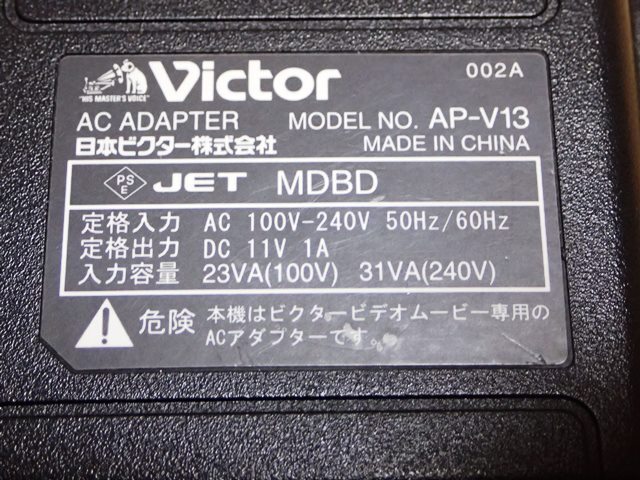 Victor 002A
"HIS MASTER'S VOICE"
AC ADAPTER MODEL NO. AP-V13
日本ビクター株式会社 MADE IN CHINA
PS E JET MDBD
定格入力 AC 100V-240V 50Hz/60Hz
定格出力 DC 11V 1A
入力容量 23VA(100V) 31VA(240V)
危険 本機はビクタービデオムービー専用の
ACアダプターです。